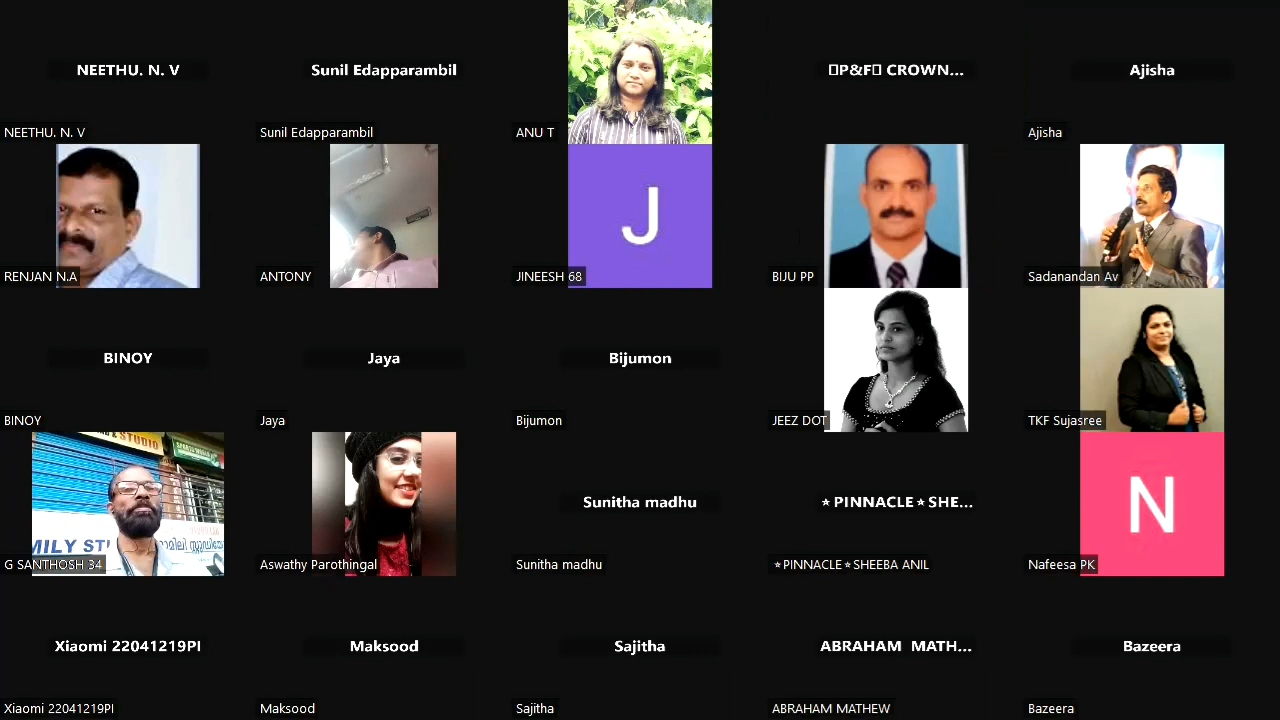 NEETHU. N. V
Sunil Edapparambil
P&F CROWN...
Ajisha
NEETHU. N. V
Sunil Edapparambil
ANU T
Ajisha
J
RENJAN N.A
ANTONY
JINEESH 68
BIJU PP
Sadanandan Av
BINOY
Jaya
Bijumon
BINOY
Jaya
Bijumon
JEEZ DOT
TKF Sujasree
STUDIO
Sunitha madhu
⭑PINNACLE⭑SHE...
N
MILY STU
ഫാമിലി സ്റ്റുഡിയോ
G SANTHOSH 34
Aswathy Parothingal
Sunitha madhu
⭑PINNACLE⭑SHEEBA ANIL
Nafeesa PK
Xiaomi 22041219PI
Maksood
Sajitha
ABRAHAM MATH...
Bazeera
Xiaomi 22041219PI
Maksood
Sajitha
ABRAHAM MATHEW
Bazeera